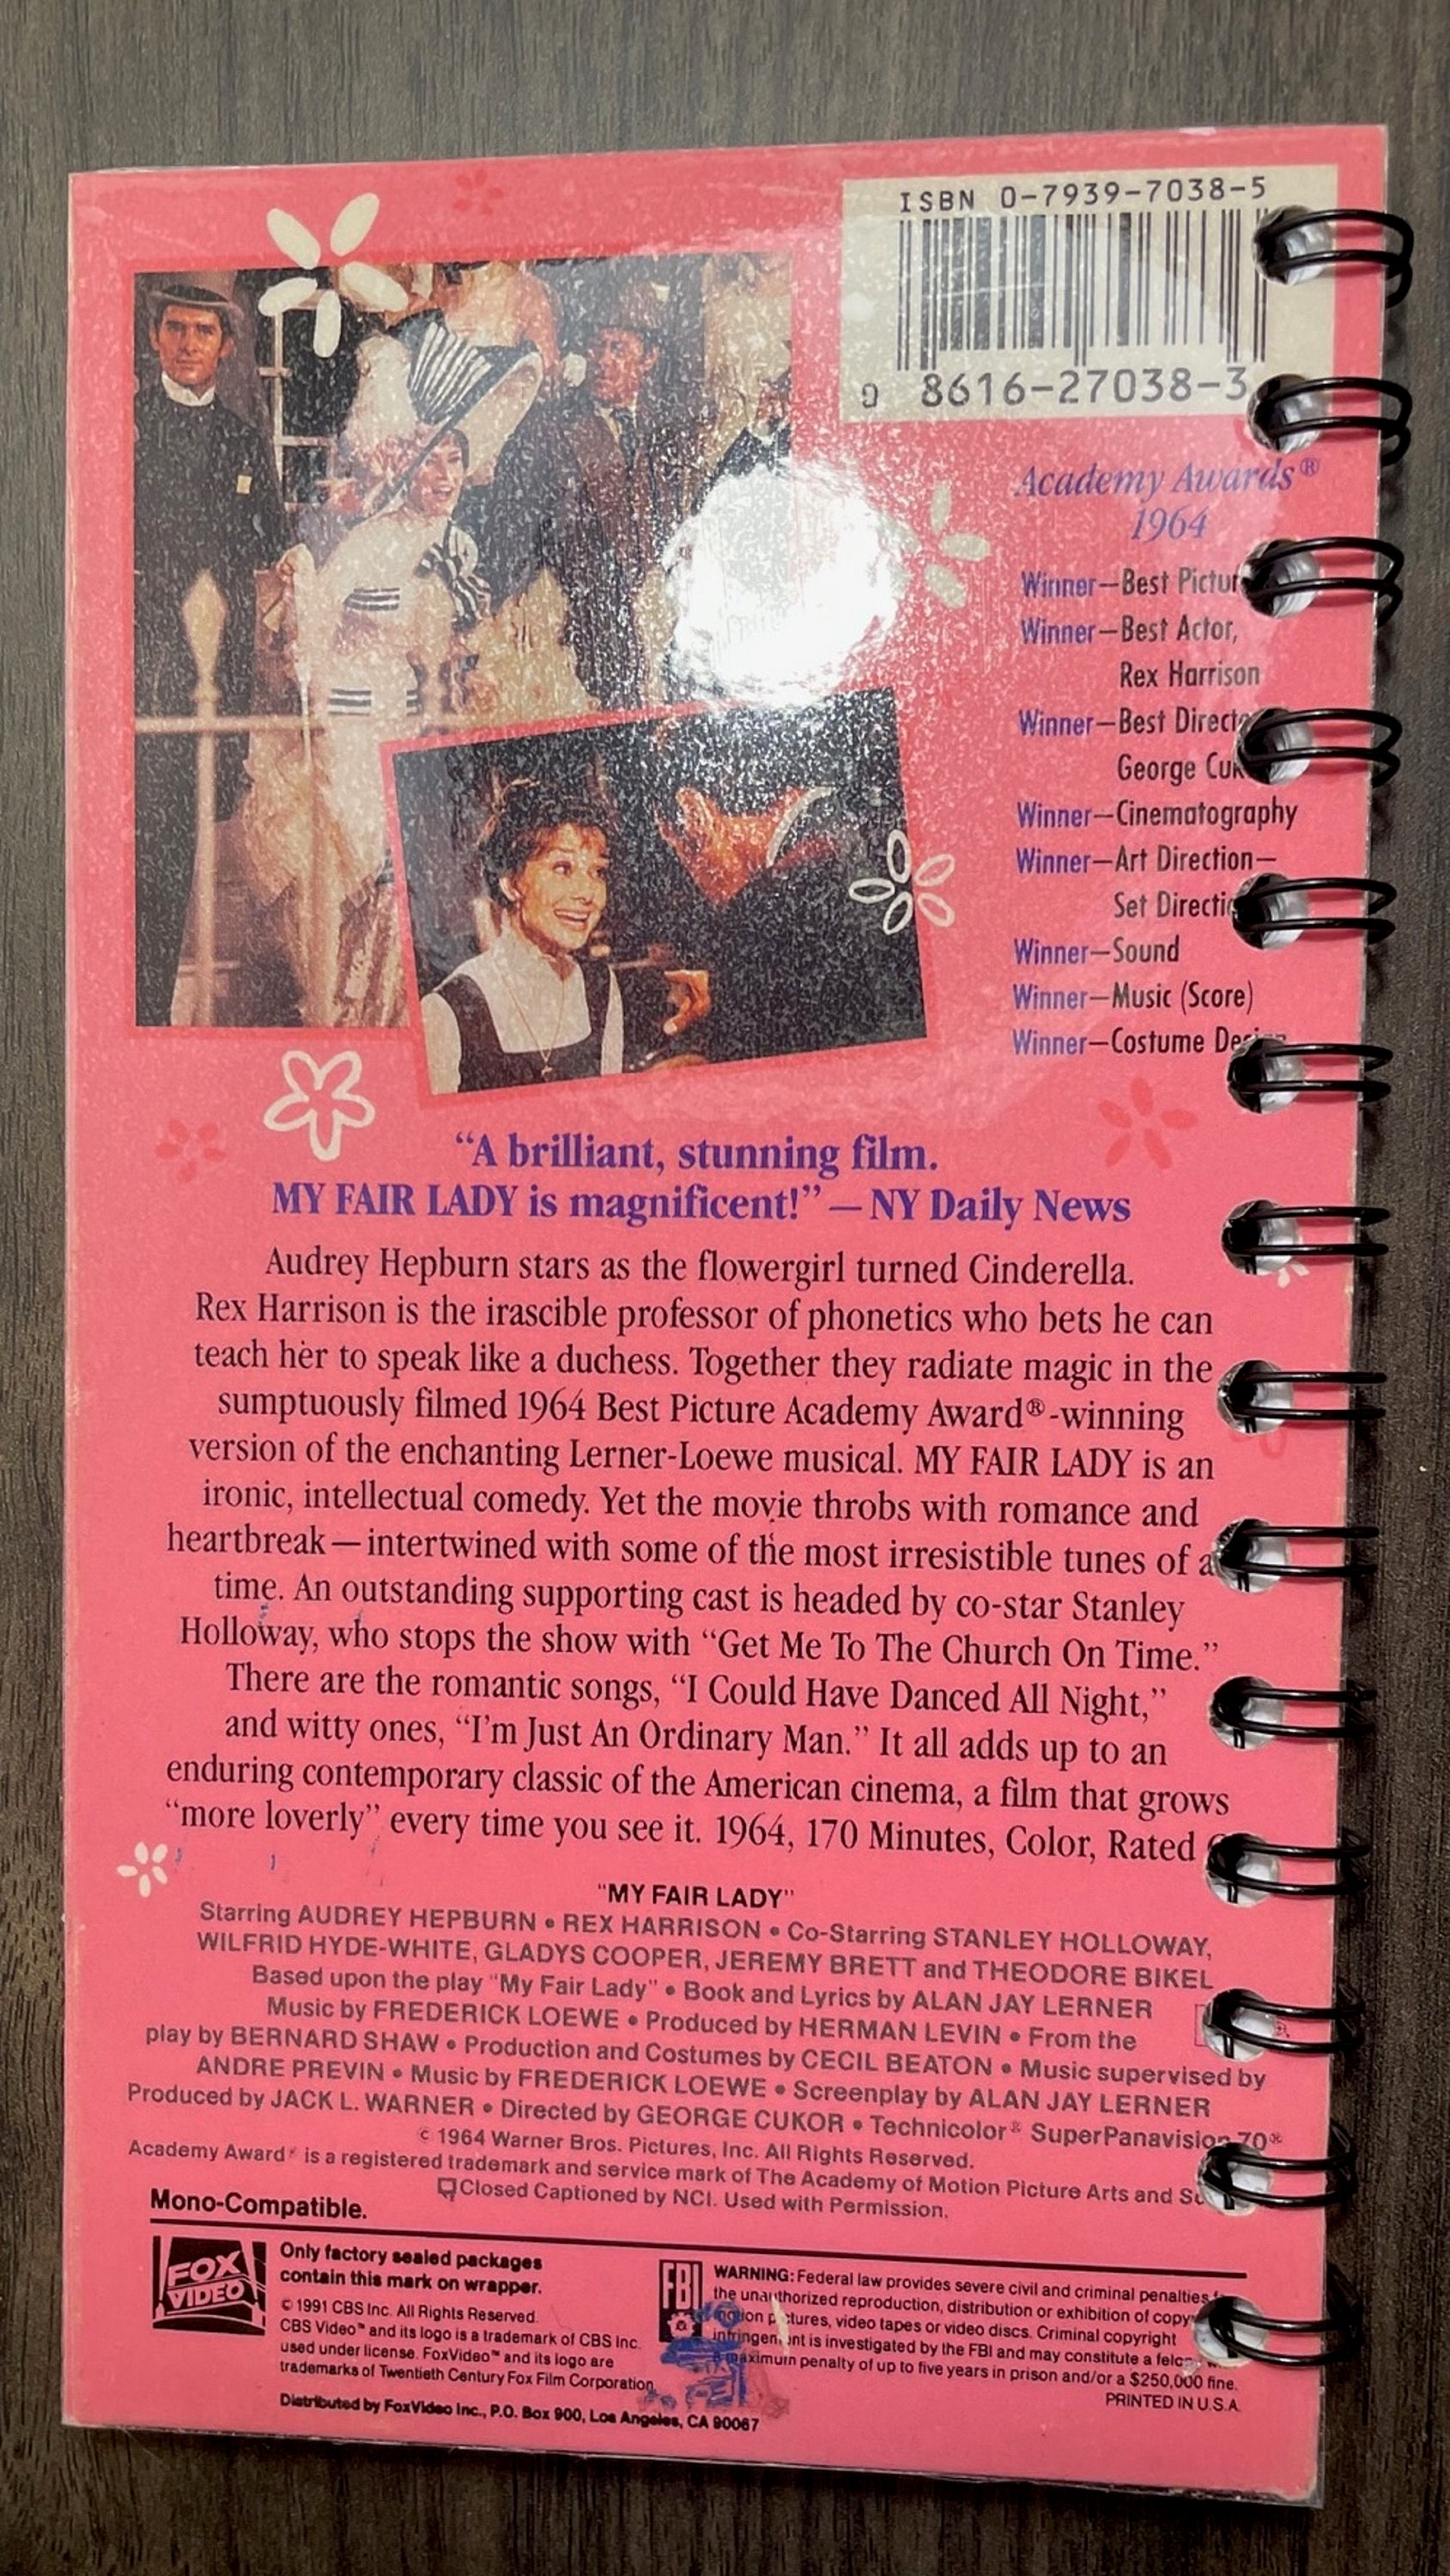 ISBN 0-7939-7038-5
0 8616-27038-3
Academy Awards®
1964
Winner—Best
Winner—Best Actor,
Rex Harrison
Winner—Best
George
Winner—Cinematography
Winner—Art Direction—
Set
Winner—Sound
Winner—Music (Score)
Winner—Costume
“A brilliant, stunning film.
MY FAIR LADY is magnificent!” — NY Daily News
Audrey Hepburn stars as the flowergirl turned Cinderella.
Rex Harrison is the irascible professor of phonetics who bets he can
teach her to speak like a duchess. Together they radiate magic in the
sumptuously filmed 1964 Best Picture Academy Award®-winning
version of the enchanting Lerner-Loewe musical. MY FAIR LADY is an
ironic, intellectual comedy. Yet the movie throbs with romance and
heartbreak — intertwined with some of the most irresistible tunes of
time. An outstanding supporting cast is headed by co-star Stanley
Holloway, who stops the show with “Get Me To The Church On Time.”
There are the romantic songs, “I Could Have Danced All Night,”
and witty ones, “I’m Just An Ordinary Man.” It all adds up to an
enduring contemporary classic of the American cinema, a film that grows
“more loverly” every time you see it. 1964, 170 Minutes, Color, Rated
"MY FAIR LADY"
Starring AUDREY HEPBURN • REX HARRISON • Co-Starring STANLEY HOLLOWAY,
WILFRID HYDE-WHITE, GLADYS COOPER, JEREMY BRETT and THEODORE BIKEL
Based upon the play "My Fair Lady" • Book and Lyrics by ALAN JAY LERNER
Music by FREDERICK LOEWE • Produced by HERMAN LEVIN • From the
play by BERNARD SHAW • Production and Costumes by CECIL BEATON • Music supervised by
ANDRE PREVIN • Music by FREDERICK LOEWE • Screenplay by ALAN JAY LERNER
Produced by JACK L. WARNER • Directed by GEORGE CUKOR • Technicolor® SuperPanavision 70®
© 1964 Warner Bros. Pictures, Inc. All Rights Reserved.
Academy Award® is a registered trademark and service mark of The Academy of Motion Picture Arts and
Closed Captioned by NCI. Used with Permission.
Mono-Compatible.
FOX
VIDEO
Only factory sealed packages
contain this mark on wrapper.
© 1991 CBS Inc. All Rights Reserved.
CBS Video™ and its logo is a trademark of CBS Inc.
used under license. FoxVideo™ and its logo are
trademarks of Twentieth Century Fox Film Corporation
Distributed by FoxVideo Inc., P.O. Box 900, Los Angeles, CA 90067
FBI
WARNING: Federal law provides severe civil and criminal penalties
the unauthorized reproduction, distribution or exhibition of
motion pictures, video tapes or video discs. Criminal copyright
infringement is investigated by the FBI and may constitute a
maximum penalty of up to five years in prison and/or a $250,000 fine.
PRINTED IN U.S.A.